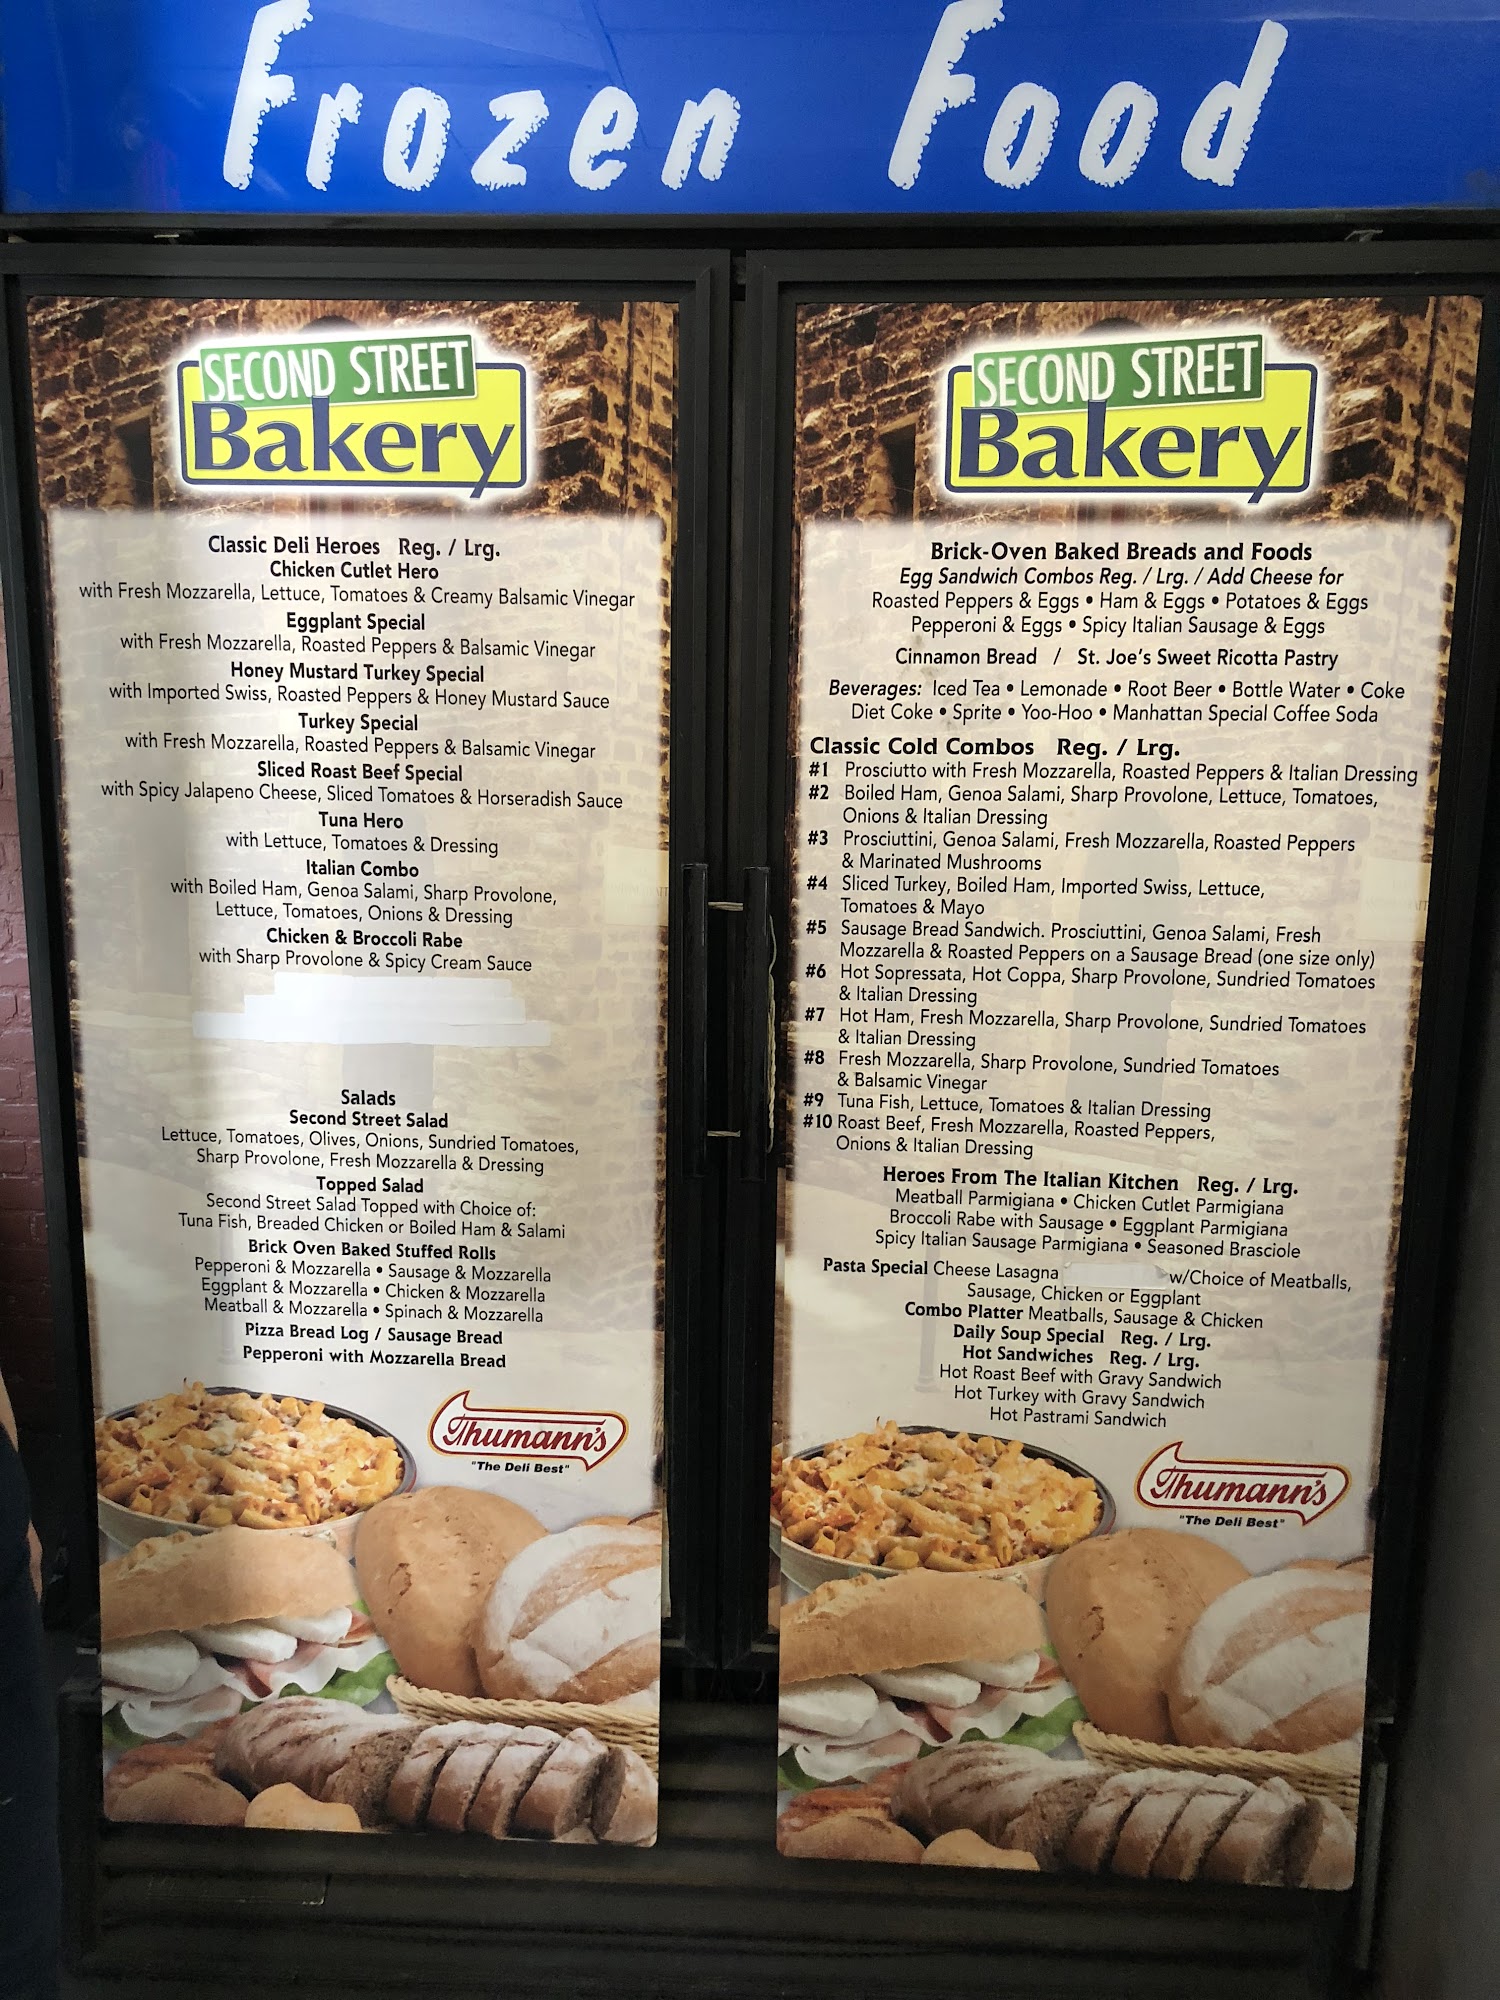 Frozen Food
SECOND STREET
Bakery
Classic Deli Heroes Reg. / Lrg.
Chicken Cutlet Hero
with Fresh Mozzarella, Lettuce, Tomatoes & Creamy Balsamic Vinegar
Eggplant Special
with Fresh Mozzarella, Roasted Peppers & Balsamic Vinegar
Honey Mustard Turkey Special
with Imported Swiss, Roasted Peppers & Honey Mustard Sauce
Turkey Special
with Fresh Mozzarella, Roasted Peppers & Balsamic Vinegar
Sliced Roast Beef Special
with Spicy Jalapeno Cheese, Sliced Tomatoes & Horseradish Sauce
Tuna Hero
with Lettuce, Tomatoes & Dressing
Italian Combo
with Boiled Ham, Genoa Salami, Sharp Provolone,
Lettuce, Tomatoes, Onions & Dressing
Chicken & Broccoli Rabe
with Sharp Provolone & Spicy Cream Sauce
Salads
Second Street Salad
Lettuce, Tomatoes, Olives, Onions, Sundried Tomatoes,
Sharp Provolone, Fresh Mozzarella & Dressing
Topped Salad
Second Street Salad Topped with Choice of:
Tuna Fish, Breaded Chicken or Boiled Ham & Salami
Brick Oven Baked Stuffed Rolls
Pepperoni & Mozzarella • Sausage & Mozzarella
Eggplant & Mozzarella • Chicken & Mozzarella
Meatball & Mozzarella • Spinach & Mozzarella
Pizza Bread Log / Sausage Bread
Pepperoni with Mozzarella Bread
Thumann's
"The Deli Best"
SECOND STREET
Bakery
Brick-Oven Baked Breads and Foods
Egg Sandwich Combos Reg. / Lrg. / Add Cheese for
Roasted Peppers & Eggs • Ham & Eggs • Potatoes & Eggs
Pepperoni & Eggs • Spicy Italian Sausage & Eggs
Cinnamon Bread / St. Joe's Sweet Ricotta Pastry
Beverages: Iced Tea • Lemonade • Root Beer • Bottle Water • Coke
Diet Coke • Sprite • Yoo-Hoo • Manhattan Special Coffee Soda
Classic Cold Combos Reg. / Lrg.
#1 Prosciutto with Fresh Mozzarella, Roasted Peppers & Italian Dressing
#2 Boiled Ham, Genoa Salami, Sharp Provolone, Lettuce, Tomatoes,
Onions & Italian Dressing
#3 Prosciuttini, Genoa Salami, Fresh Mozzarella, Roasted Peppers
& Marinated Mushrooms
#4 Sliced Turkey, Boiled Ham, Imported Swiss, Lettuce,
Tomatoes & Mayo
#5 Sausage Bread Sandwich. Prosciuttini, Genoa Salami, Fresh
Mozzarella & Roasted Peppers on a Sausage Bread (one size only)
#6 Hot Sopressata, Hot Coppa, Sharp Provolone, Sundried Tomatoes
& Italian Dressing
#7 Hot Ham, Fresh Mozzarella, Sharp Provolone, Sundried Tomatoes
& Italian Dressing
#8 Fresh Mozzarella, Sharp Provolone, Sundried Tomatoes
& Balsamic Vinegar
#9 Tuna Fish, Lettuce, Tomatoes & Italian Dressing
#10 Roast Beef, Fresh Mozzarella, Roasted Peppers,
Onions & Italian Dressing
Heroes From The Italian Kitchen Reg. / Lrg.
Meatball Parmigiana • Chicken Cutlet Parmigiana
Broccoli Rabe with Sausage • Eggplant Parmigiana
Spicy Italian Sausage Parmigiana • Seasoned Brasciole
Pasta Special Cheese Lasagna w/Choice of Meatballs,
Sausage, Chicken or Eggplant
Combo Platter Meatballs, Sausage & Chicken
Daily Soup Special Reg. / Lrg.
Hot Sandwiches Reg. / Lrg.
Hot Roast Beef with Gravy Sandwich
Hot Turkey with Gravy Sandwich
Hot Pastrami Sandwich
Thumann's
"The Deli Best"